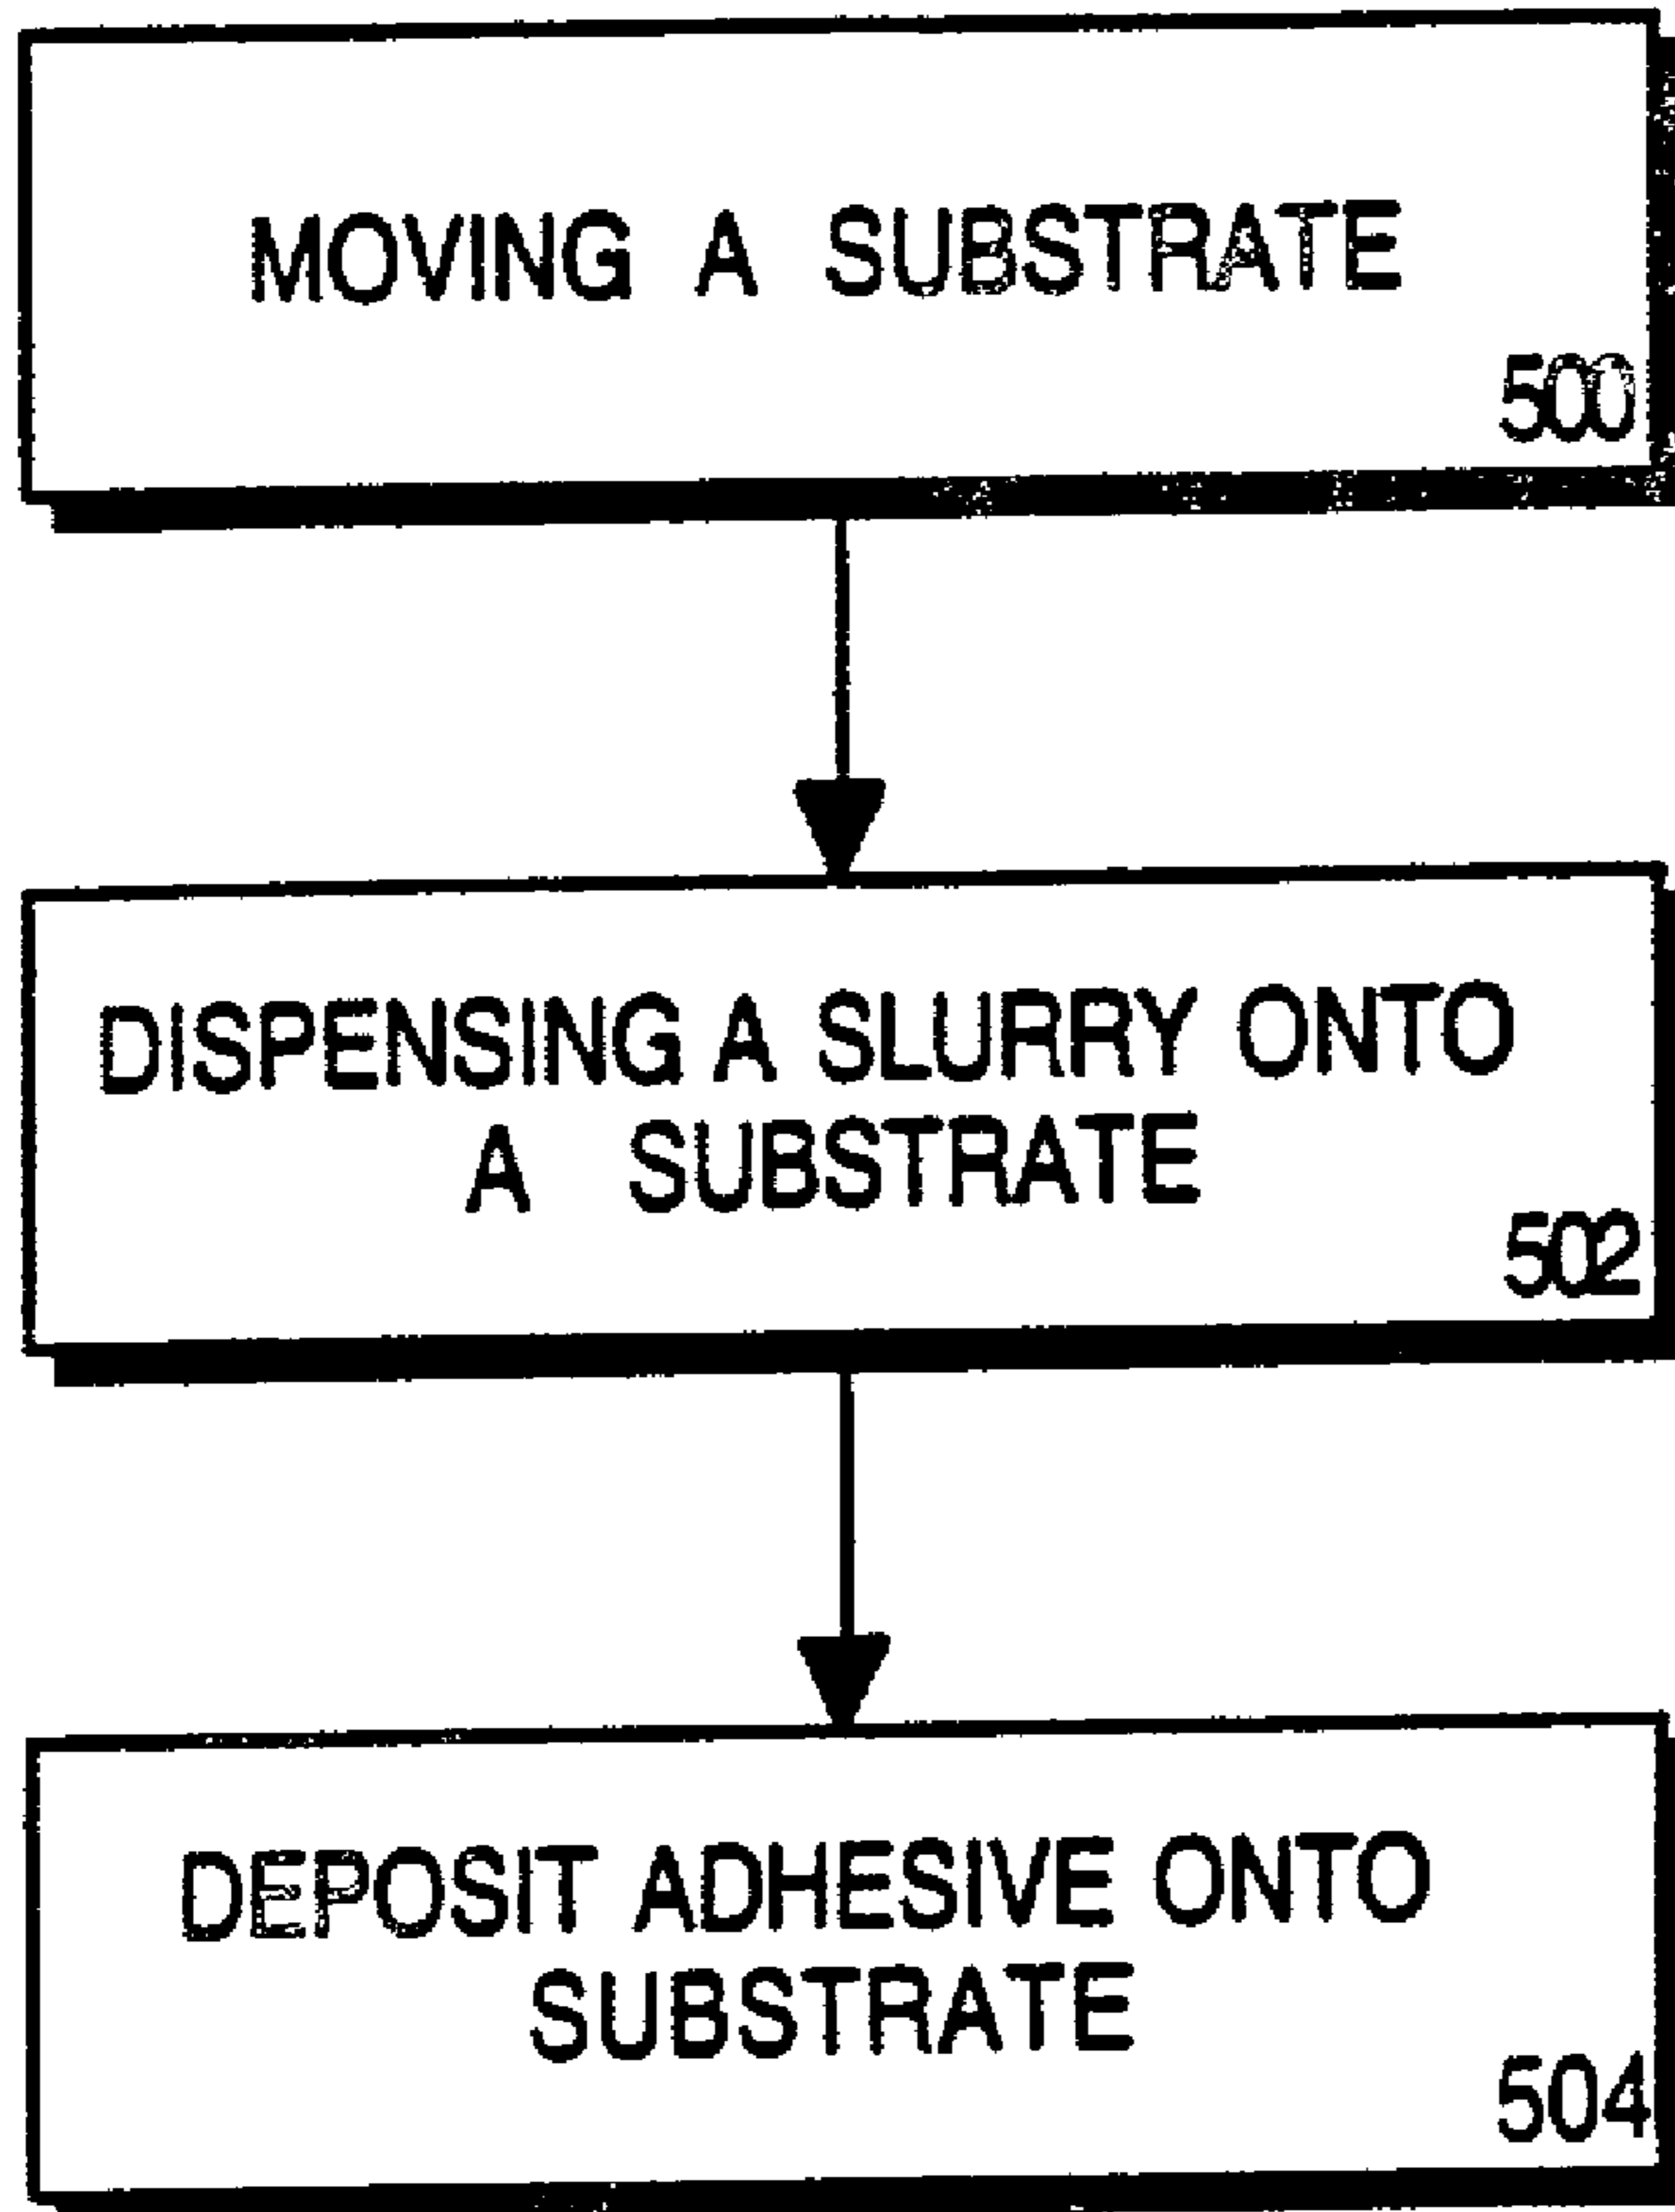 MOVING A SUBSTRATE
500
DISPENSING A SLURRY ONTO
A SUBSTRATE
502
DEPOSIT ADHESIVE ONTO
SUBSTRATE
504